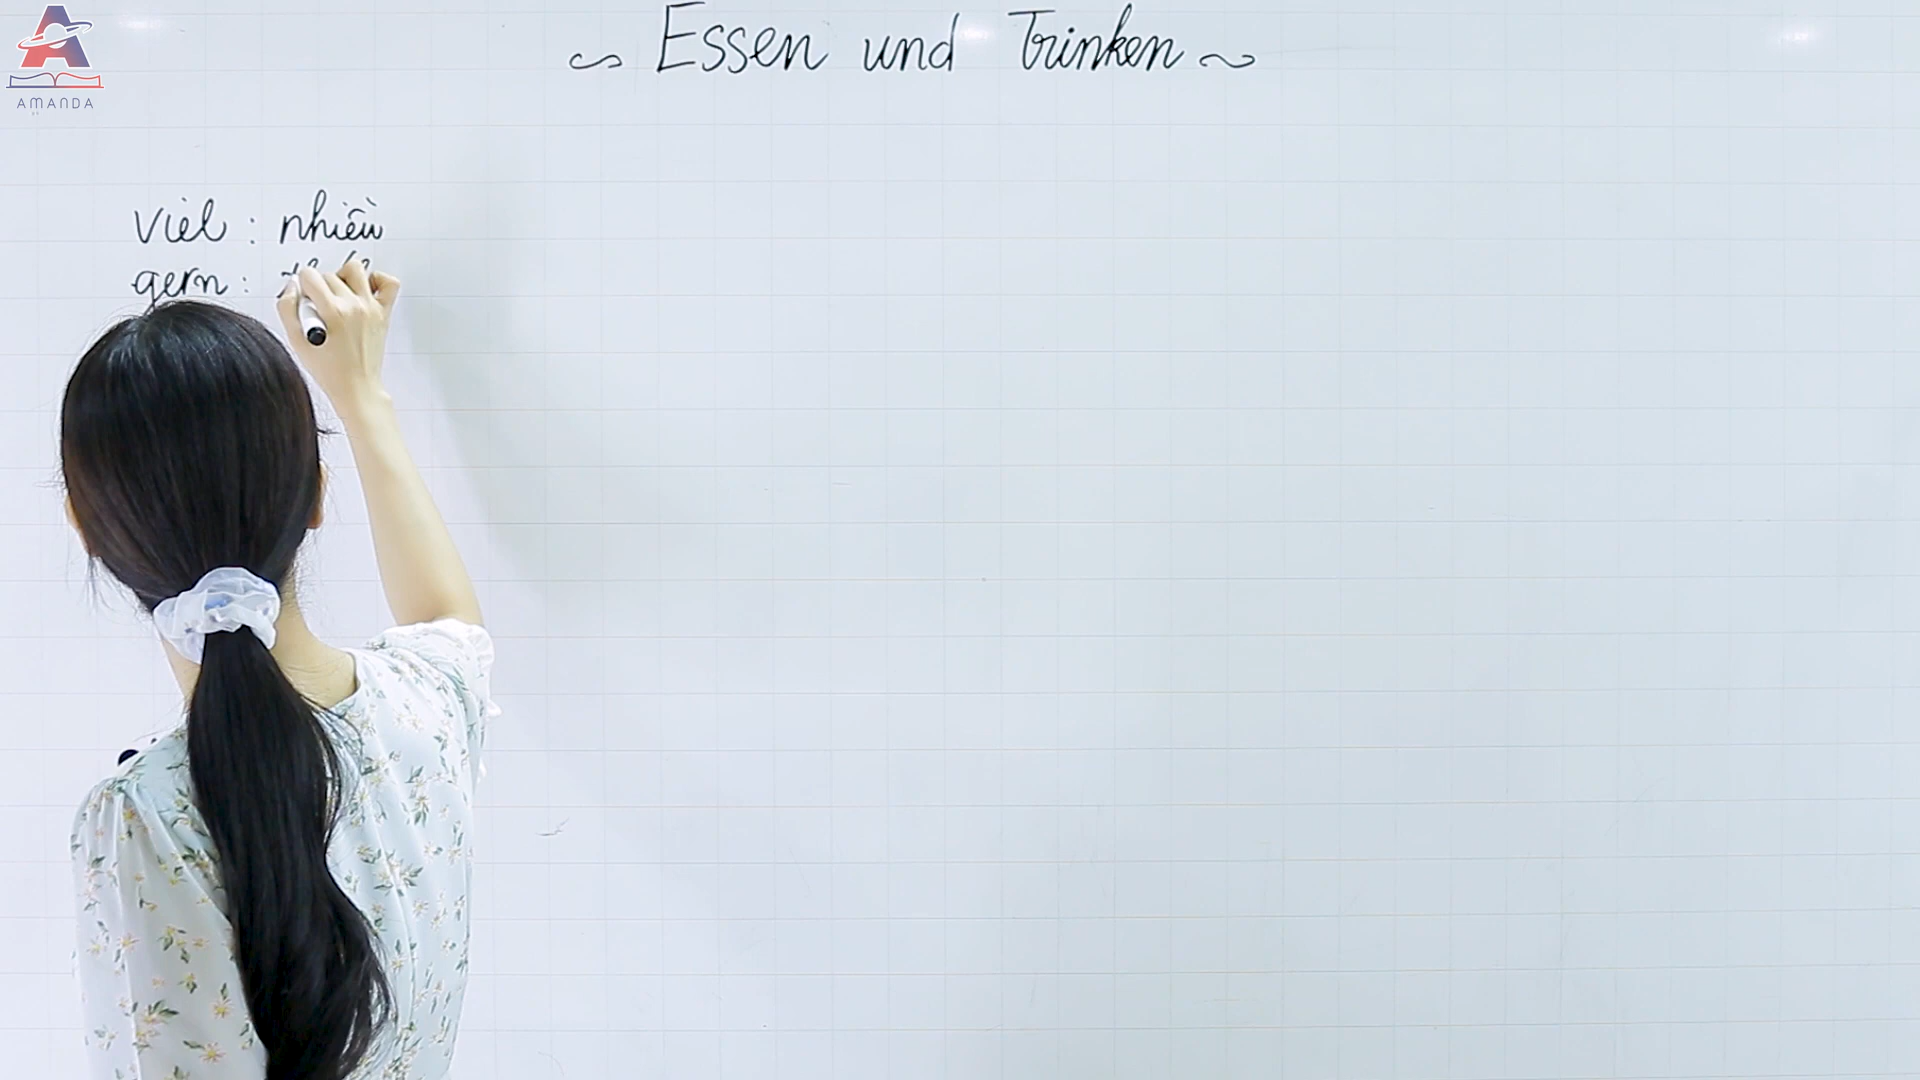 AMANDA
~ Essen und Trinken ~
viel : nhiều
gern :